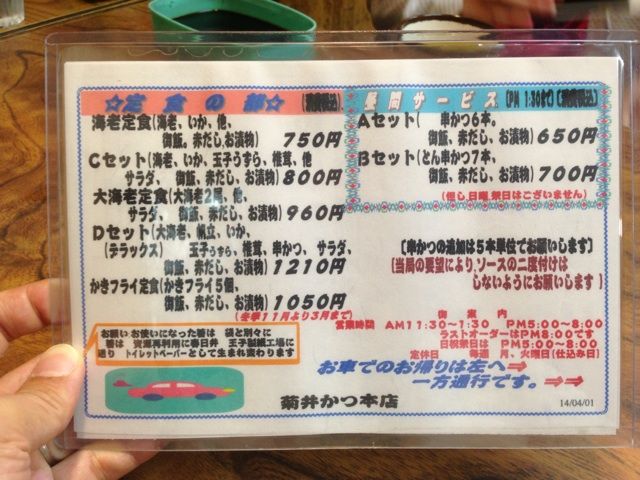 ☆定食の部☆ (消費税込)
海老定食(海老、いか、他、
御飯、赤だし、お漬物) 750円
Cセット(海老、いか、玉子うずら、椎茸、他
サラダ、 御飯、赤だし、お漬物) 800円
大海老定食(大海老2尾、他、
サラダ、 御飯、赤だし、お漬物) 960円
Dセット(大海老、帆立、いか、
(デラックス) 玉子うずら、椎茸、串かつ、サラダ、
御飯、赤だし、お漬物) 1210円
かきフライ定食(かきフライ5個、
御飯、赤だし、お漬物) 1050円
(冬季11月より3月まで)
お願い お使いになった箸は 袋と別々に
箸は 資源再利用に春日井 王子製紙工場に
送り トイレットペーパーとして生まれ変わります
昼間サービス (PM 1:30まで) (消費税込)
Aセット( 串かつ6本。
御飯、赤だし、お漬物) 650円
Bセット(とん串かつ7本、
御飯、赤だし、お漬物) 700円
(但し日曜.祭日はございません)
〔串かつの追加は5本単位でお願いします〕
〔当局の要望により、ソースの二度付けは
しないようにお願いします 〕
御 案 内
営業時間 AM11:30~1:30 PM5:00~8:00
ラストオーダーはPM8:00です
日祝祭日は PM5:00~8:00
定休日 毎週 月、火曜日(仕込み日)
お車でのお帰りは左へ⇒
一方通行です。⇒⇒
菊井かつ本店
14/04/01